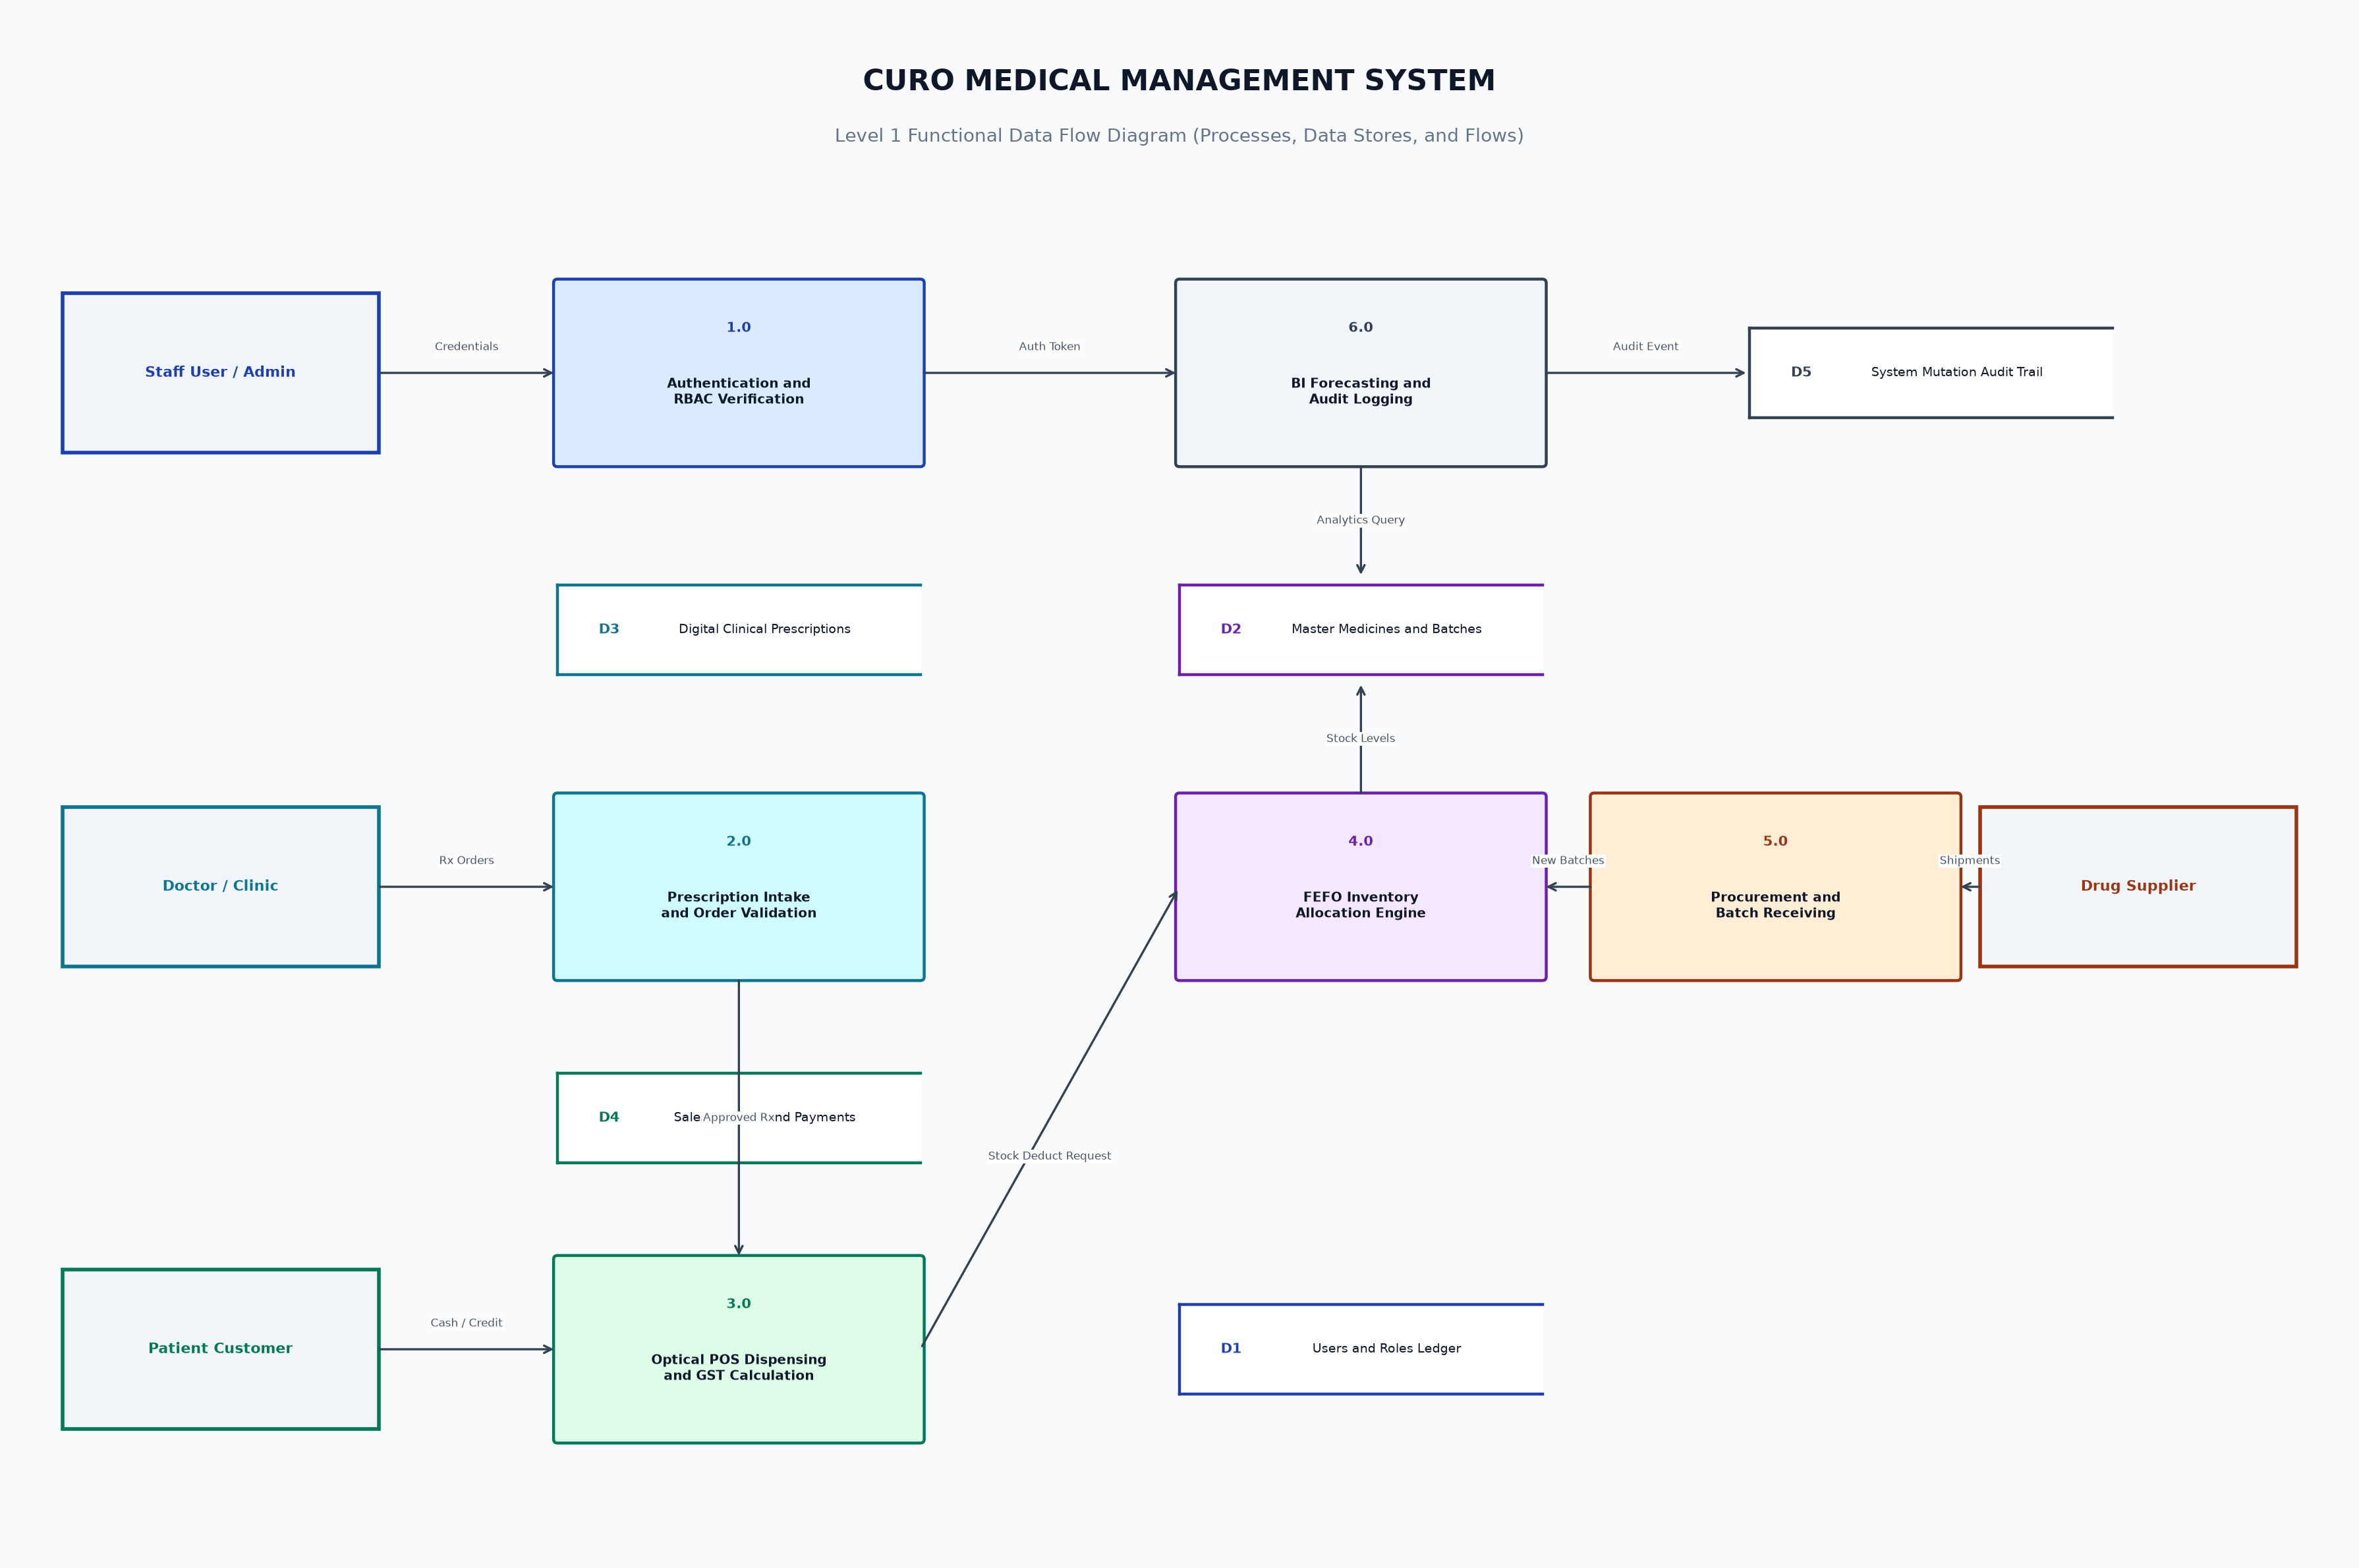 CURO MEDICAL MANAGEMENT SYSTEM
Level 1 Functional Data Flow Diagram (Processes, Data Stores, and Flows)
Staff User / Admin
Credentials
1.0
Authentication and
RBAC Verification
Auth Token
6.0
BI Forecasting and
Audit Logging
Audit Event
D5 System Mutation Audit Trail
Analytics Query
D3 Digital Clinical Prescriptions
D2 Master Medicines and Batches
Stock Levels
Doctor / Clinic
Rx Orders
2.0
Prescription Intake
and Order Validation
4.0
FEFO Inventory
Allocation Engine
New Batches
5.0
Procurement and
Batch Receiving
Shipments
Drug Supplier
D4 Payments
Approved Rx
Stock Deduct Request
Patient Customer
Cash / Credit
3.0
Optical POS Dispensing
and GST Calculation
D1 Users and Roles Ledger